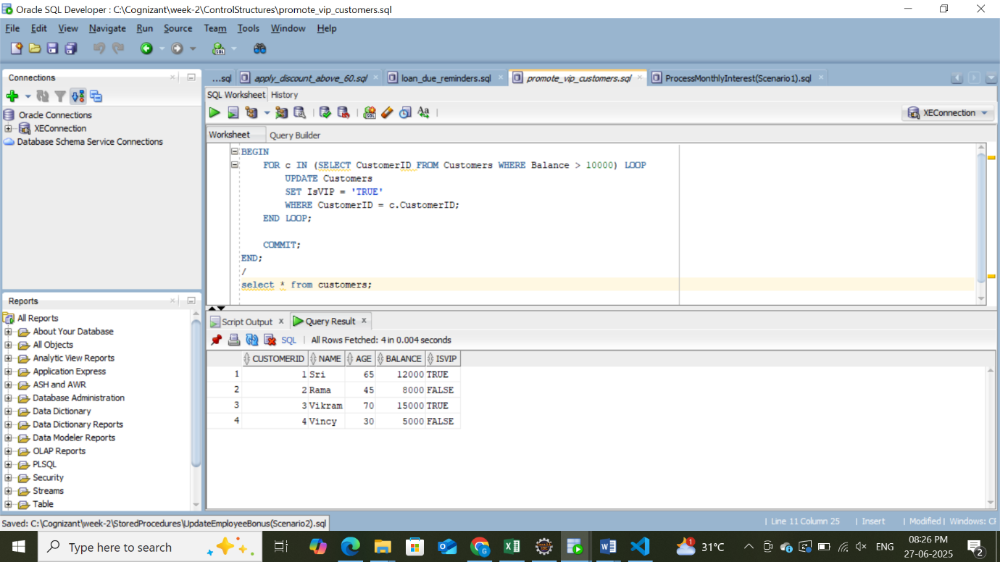 Oracle SQL Developer : C:\Cognizant\week-2\ControlStructures\promote_vip_customers.sql
File Edit View Navigate Run Source Team Tools Window Help
Connections
Oracle Connections
XEConnection
Database Schema Service Connections
...sql apply_discount_above_60.sql loan_due_reminders.sql promote_vip_customers.sql ProcessMonthlyInterest(Scenario1).sql
SQL Worksheet History
XEConnection
Worksheet Query Builder
BEGIN
FOR c IN (SELECT CustomerID FROM Customers WHERE Balance > 10000) LOOP
UPDATE Customers
SET IsVIP = 'TRUE'
WHERE CustomerID = c.CustomerID;
END LOOP;
COMMIT;
END;
/
select * from customers;
Reports
All Reports
About Your Database
All Objects
Analytic View Reports
Application Express
ASH and AWR
Database Administration
Data Dictionary
Data Dictionary Reports
Data Modeler Reports
OLAP Reports
PLSQL
Security
Streams
Table
Script Output x Query Result x
SQL | All Rows Fetched: 4 in 0.004 seconds
CUSTOMERID NAME AGE BALANCE ISVIP
1 1 Sri 65 12000 TRUE
2 2 Rama 45 8000 FALSE
3 3 Vikram 70 15000 TRUE
4 4 Vincy 30 5000 FALSE
Saved: C:\Cognizant\week-2\StoredProcedures\UpdateEmployeeBonus(Scenario2).sql
| Line 11 Column 25 | Insert | Modified | Windows: CF
Type here to search
1 31°C ENG 08:26 PM
27-06-2025
2